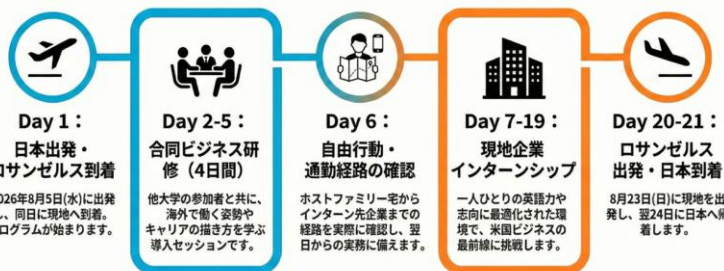 Day 1：
日本出発・
ロサンゼルス到着
2026年8月5日(水)に出発
し、同日に現地へ到着。
プログラムが始まります。
Day 2-5：
合同ビジネス研
修（4日間）
他大学の参加者と共に、
海外で働く姿勢や
キャリアの描き方を学ぶ
導入セッションです。
Day 6：
自由行動・
通勤経路の確認
ホストファミリー宅から
インターン先企業までの
経路を実際に確認し、翌
日からの実務に備えます。
Day 7-19：
現地企業
インターンシップ
一人ひとりの英語力や
志向に最適化された環
境で、米国ビジネスの
最前線に挑戦します。
Day 20-21：
ロサンゼルス
出発・日本到着
8月23日(日)に現地を出
発し、翌24日に日本へ帰
着します。